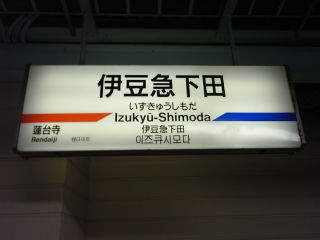 伊豆急下田
いずきゅうしもだ
Izukyū-Shimoda
伊豆急下田
이즈큐시모다
蓮台寺
Rendaiji